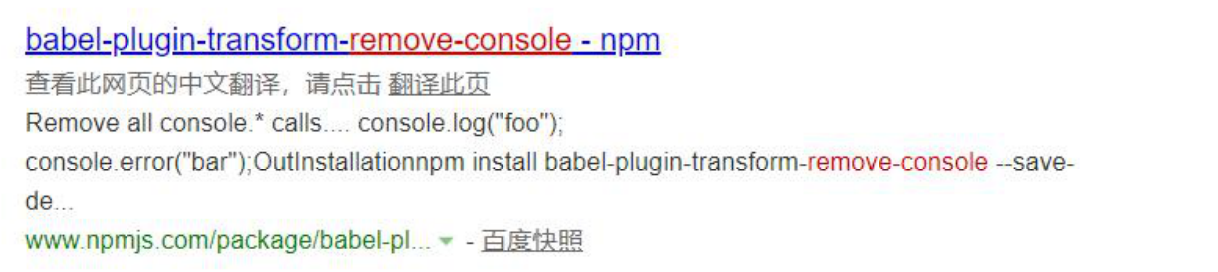 babel-plugin-transform-remove-console - npm
查看此网页的中文翻译，请点击 翻译此页
Remove all console.* calls.... console.log("foo");
console.error("bar");OutInstallationnpm install babel-plugin-transform-remove-console --save-
de...
www.npmjs.com/package/babel-pl... - 百度快照